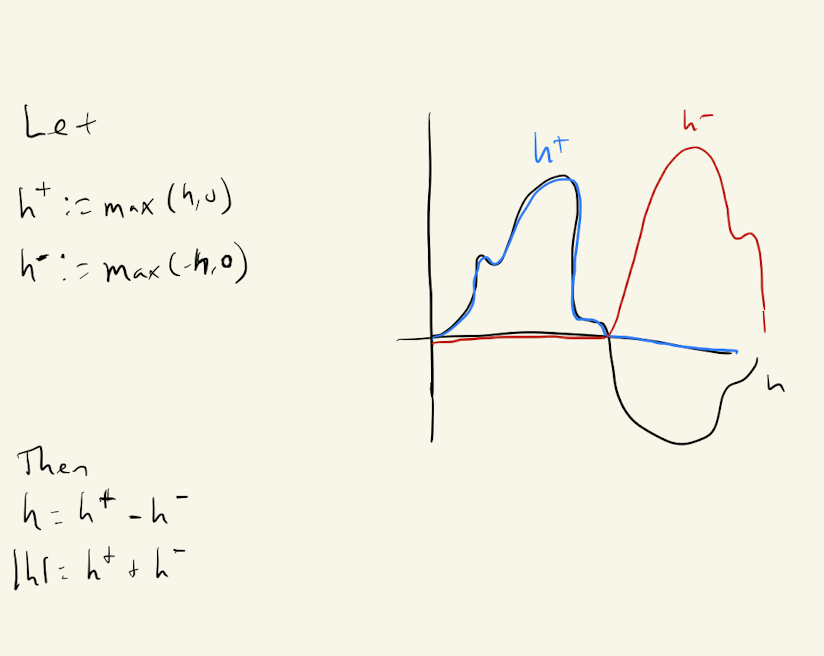 Let
h⁺ := max(h,0)
h⁻ := max(-h,0)
h⁺
h⁻
h
Then
h = h⁺ - h⁻
|h| = h⁺ + h⁻